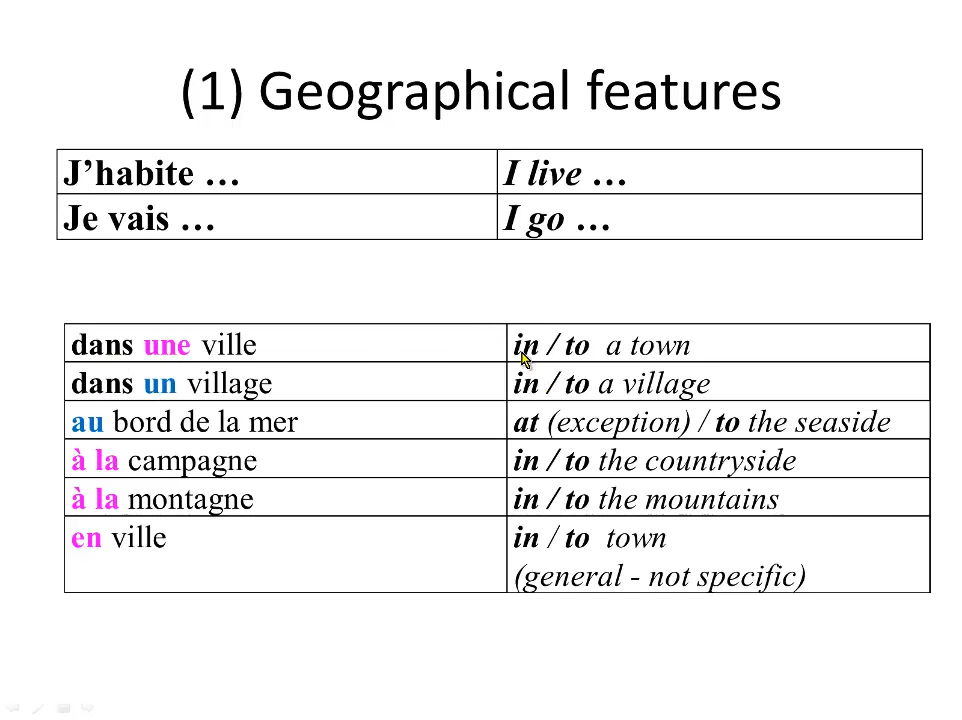 (1) Geographical features
J’habite … I live …
Je vais … I go …
dans une ville in / to a town
dans un village in / to a village
au bord de la mer at (exception) / to the seaside
à la campagne in / to the countryside
à la montagne in / to the mountains
en ville in / to town
(general - not specific)